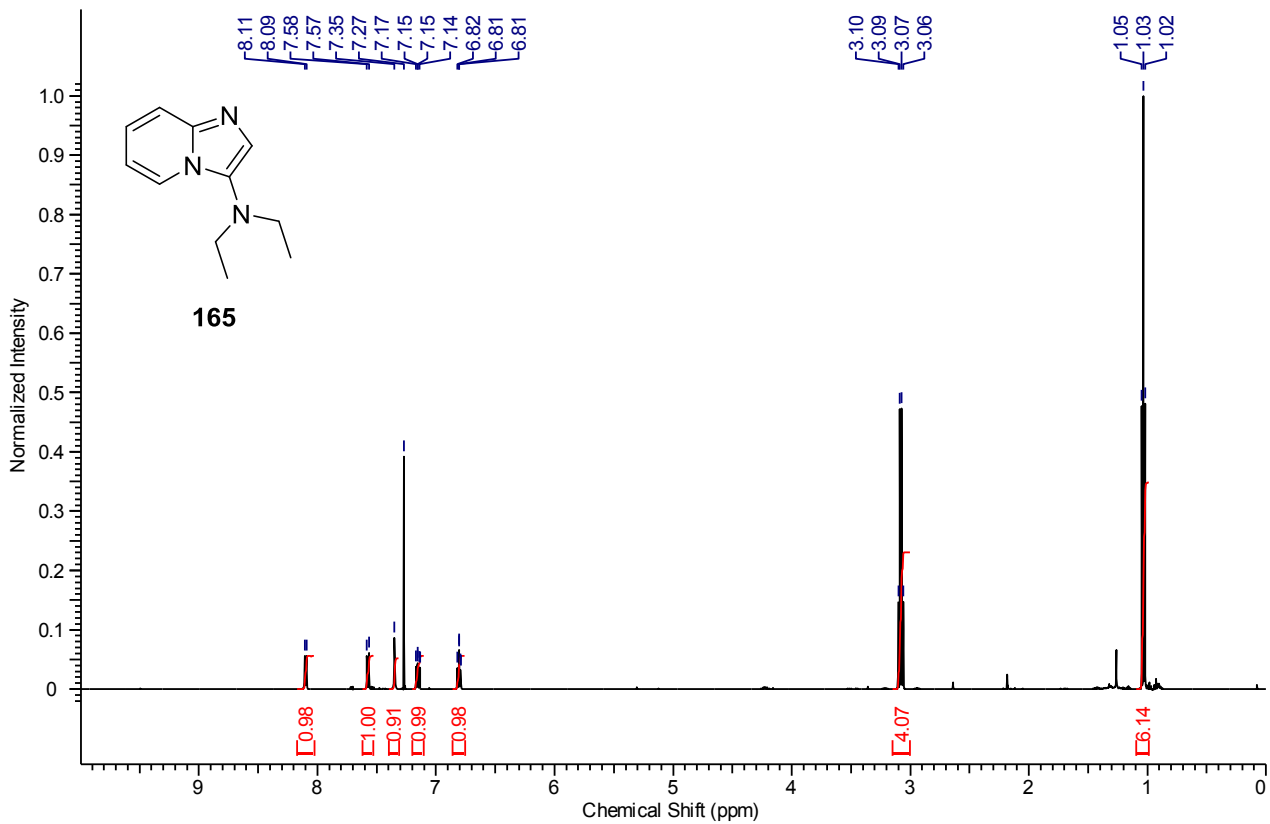 8.11 8.09 7.58 7.57 7.35 7.27 7.17 7.15 7.15 7.14 6.82 6.81 6.81 3.10 3.09 3.07 3.06 1.05 1.03 1.02
1.0
0.9
0.8
0.7
0.6
0.5
0.4
0.3
0.2
0.1
0
Normalized Intensity
N
N
N
165
0.98 1.00 0.91 0.99 0.98 4.07 6.14
9 8 7 6 5 4 3 2 1 0
Chemical Shift (ppm)